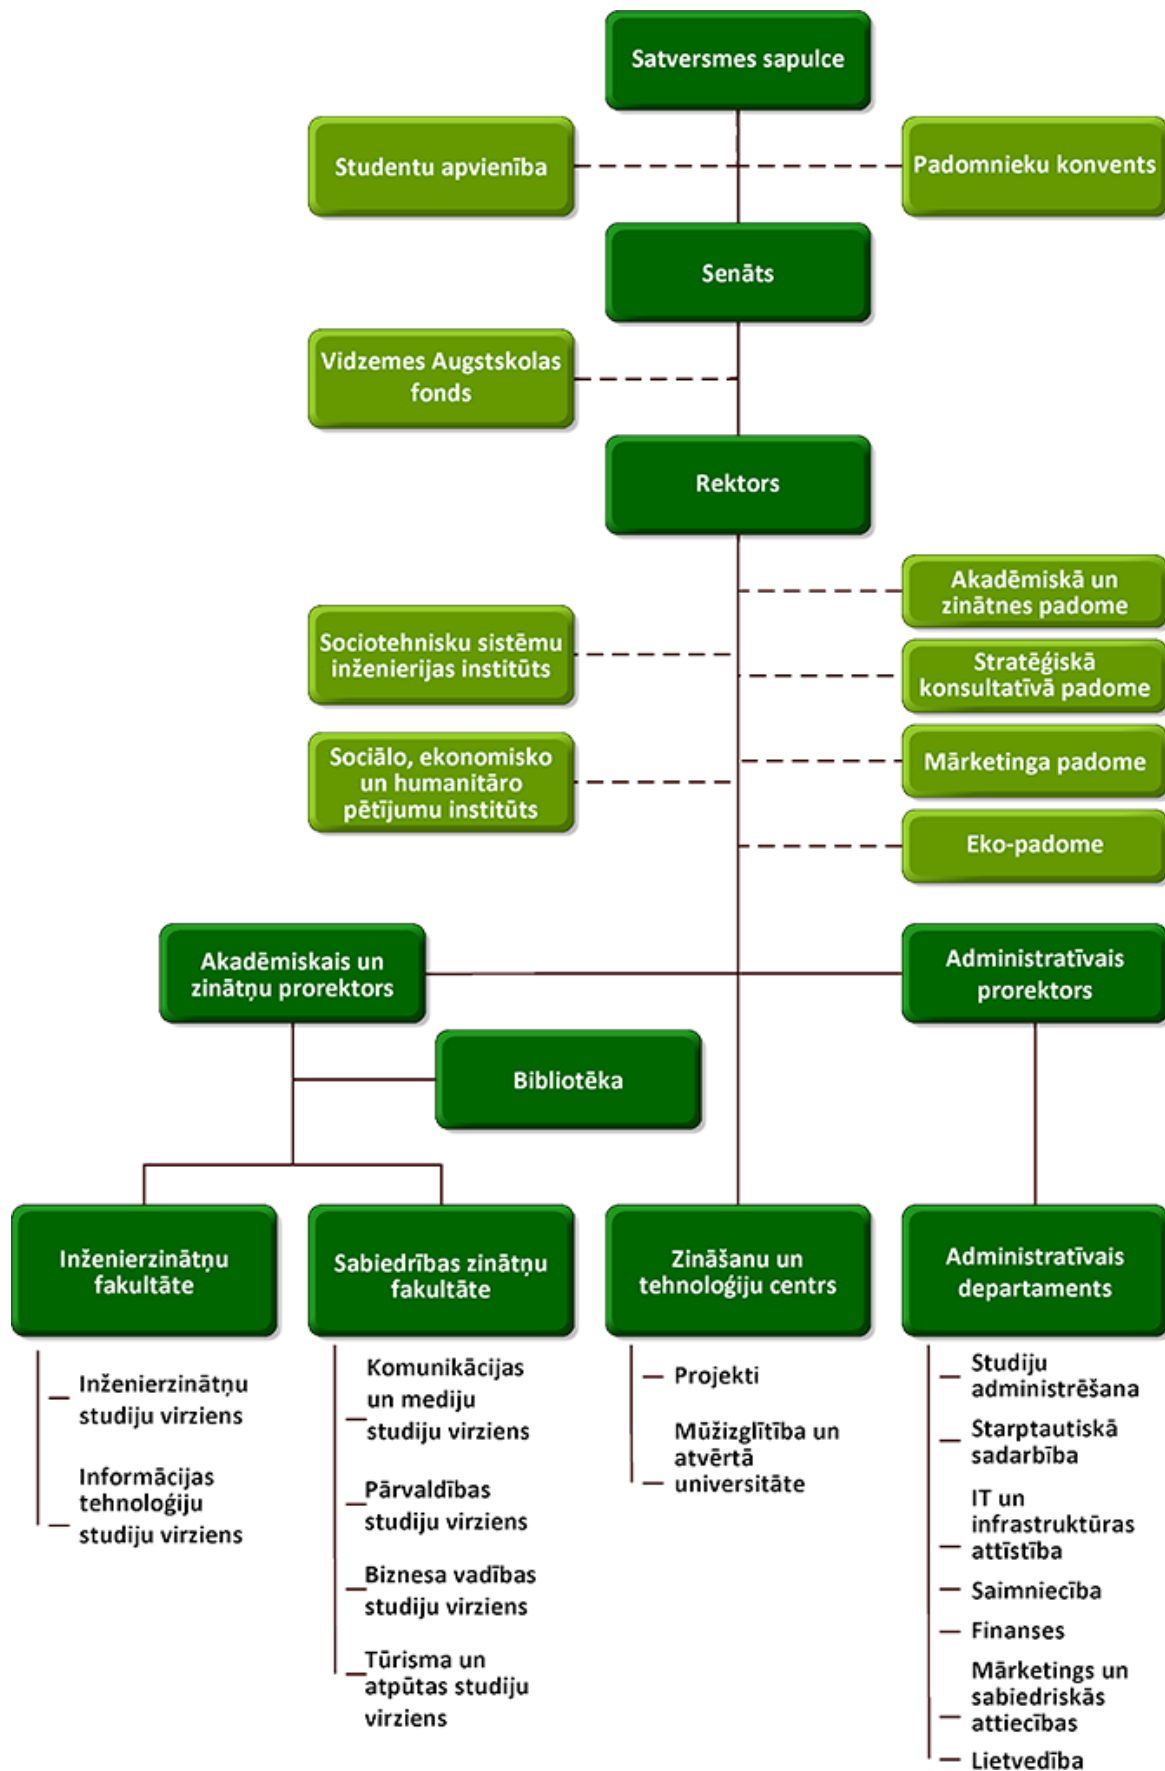 Satversmes sapulce
Studentu apvienība
Padomnieku konvents
Senāts
Vidzemes Augstskolas
fonds
Rektors
Akadēmiskā un
zinātnes padome
Sociotehnisku sistēmu
inženierijas institūts
Stratēģiskā
konsultatīvā padome
Sociālo, ekonomisko
un humanitāro
pētījumu institūts
Mārketinga padome
Eko-padome
Akadēmiskais un
zinātņu prorektors
Administratīvais
prorektors
Bibliotēka
Inženierzinātņu
fakultāte
Sabiedrības zinātņu
fakultāte
Zināšanu un
tehnoloģiju centrs
Administratīvais
departaments
Inženierzinātņu
studiju virziens
Informācijas
tehnoloģiju
studiju virziens
Komunikācijas
un mediju
studiju virziens
Pārvaldības
studiju virziens
Biznesa vadības
studiju virziens
Tūrisma un
atpūtas studiju
virziens
Projekti
Mūžizglītība un
atvērtā
universitāte
Studiju
administrēšana
Starptautiskā
sadarbība
IT un
infrastruktūras
attīstība
Saimniecība
Finanses
Mārketings un
sabiedriskās
attiecības
Lietvedība